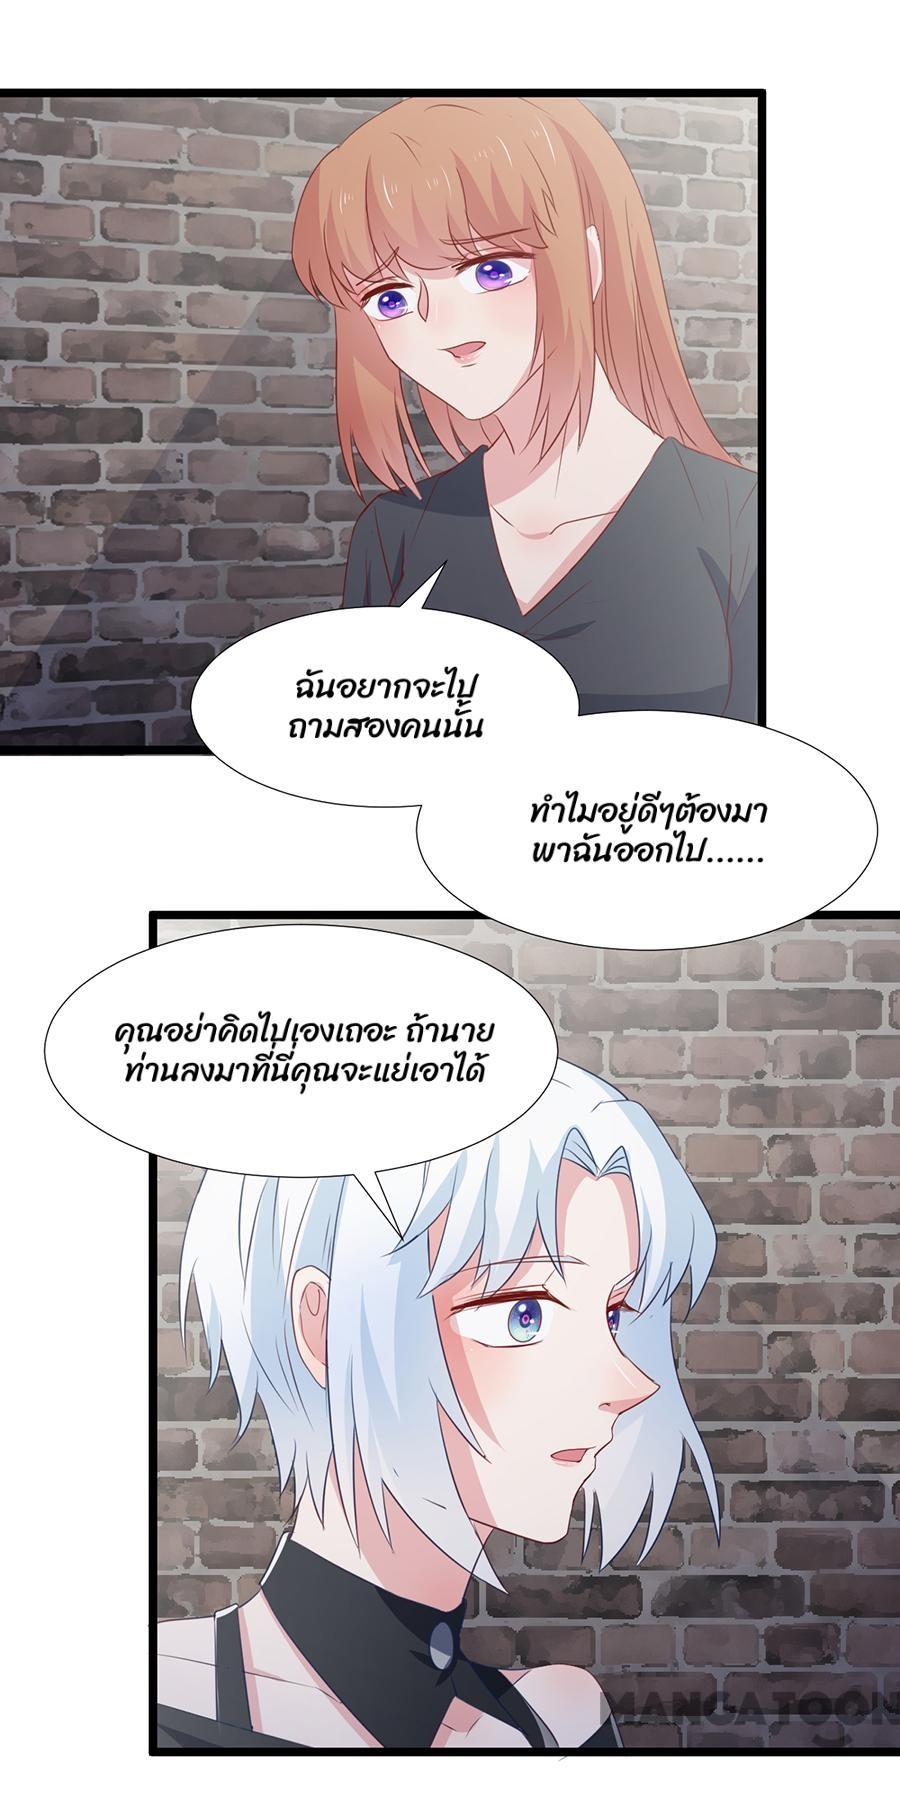 ฉันอยากจะไป
ถามสองคนนั้น
ทำไมอยู่ดีๆต้องมา
พาฉันออกไป......
คุณอย่าคิดไปเองเถอะ ถ้านาย
ท่านลงมาที่นี่คุณจะแย่เอาได้
MANGATOON